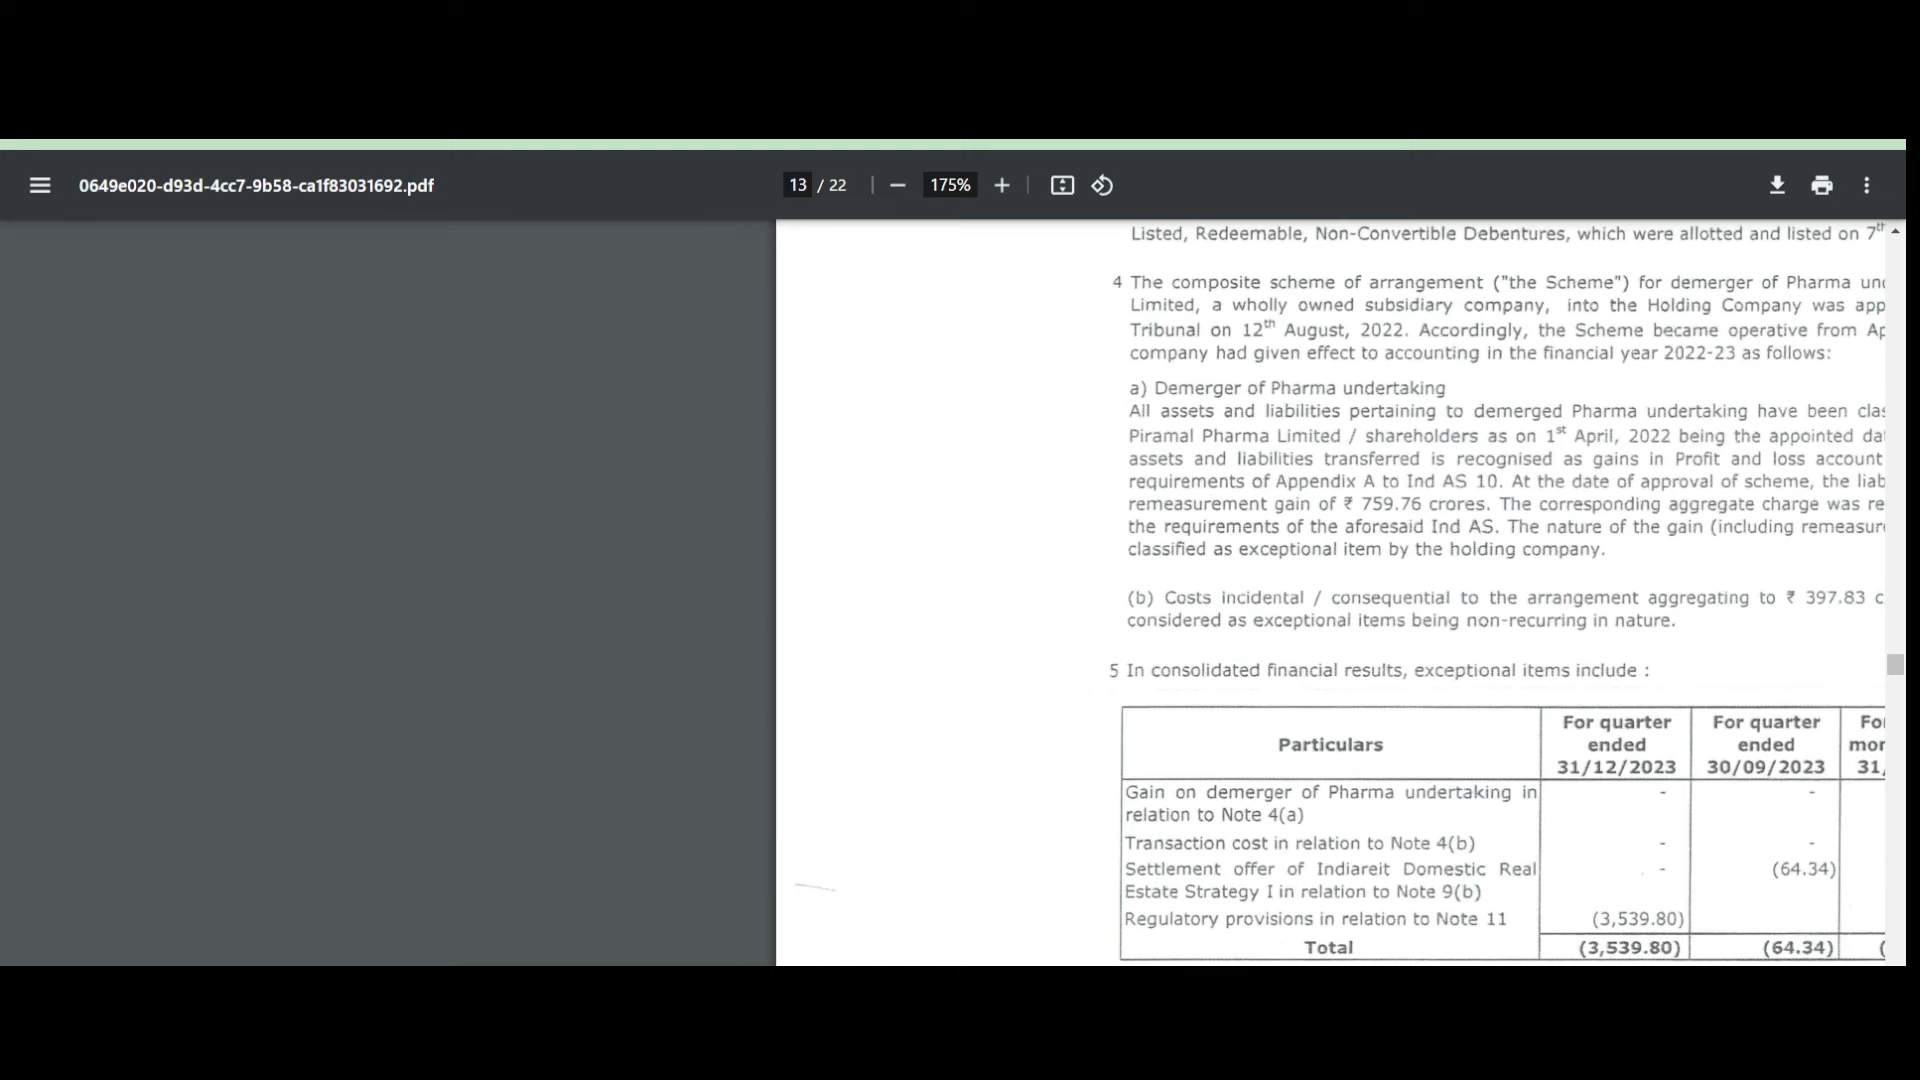 0649e020-d93d-4cc7-9b58-ca1f83031692.pdf
13 / 22
175%
Listed, Redeemable, Non-Convertible Debentures, which were allotted and listed on 7th
4 The composite scheme of arrangement ("the Scheme") for demerger of Pharma
Limited, a wholly owned subsidiary company, into the Holding Company was
Tribunal on 12th August, 2022. Accordingly, the Scheme became operative from
company had given effect to accounting in the financial year 2022-23 as follows:
a) Demerger of Pharma undertaking
All assets and liabilities pertaining to demerged Pharma undertaking have been
Piramal Pharma Limited / shareholders as on 1st April, 2022 being the appointed
assets and liabilities transferred is recognised as gains in Profit and loss account
requirements of Appendix A to Ind AS 10. At the date of approval of scheme, the
remeasurement gain of ₹ 759.76 crores. The corresponding aggregate charge was
the requirements of the aforesaid Ind AS. The nature of the gain (including
classified as exceptional item by the holding company.
(b) Costs incidental / consequential to the arrangement aggregating to ₹ 397.83
considered as exceptional items being non-recurring in nature.
5 In consolidated financial results, exceptional items include :
Particulars
For quarter ended 31/12/2023
For quarter ended 30/09/2023
Gain on demerger of Pharma undertaking in - -
relation to Note 4(a)
Transaction cost in relation to Note 4(b) - -
Settlement offer of Indiareit Domestic Real - (64.34)
Estate Strategy I in relation to Note 9(b)
Regulatory provisions in relation to Note 11 (3,539.80)
Total (3,539.80) (64.34)